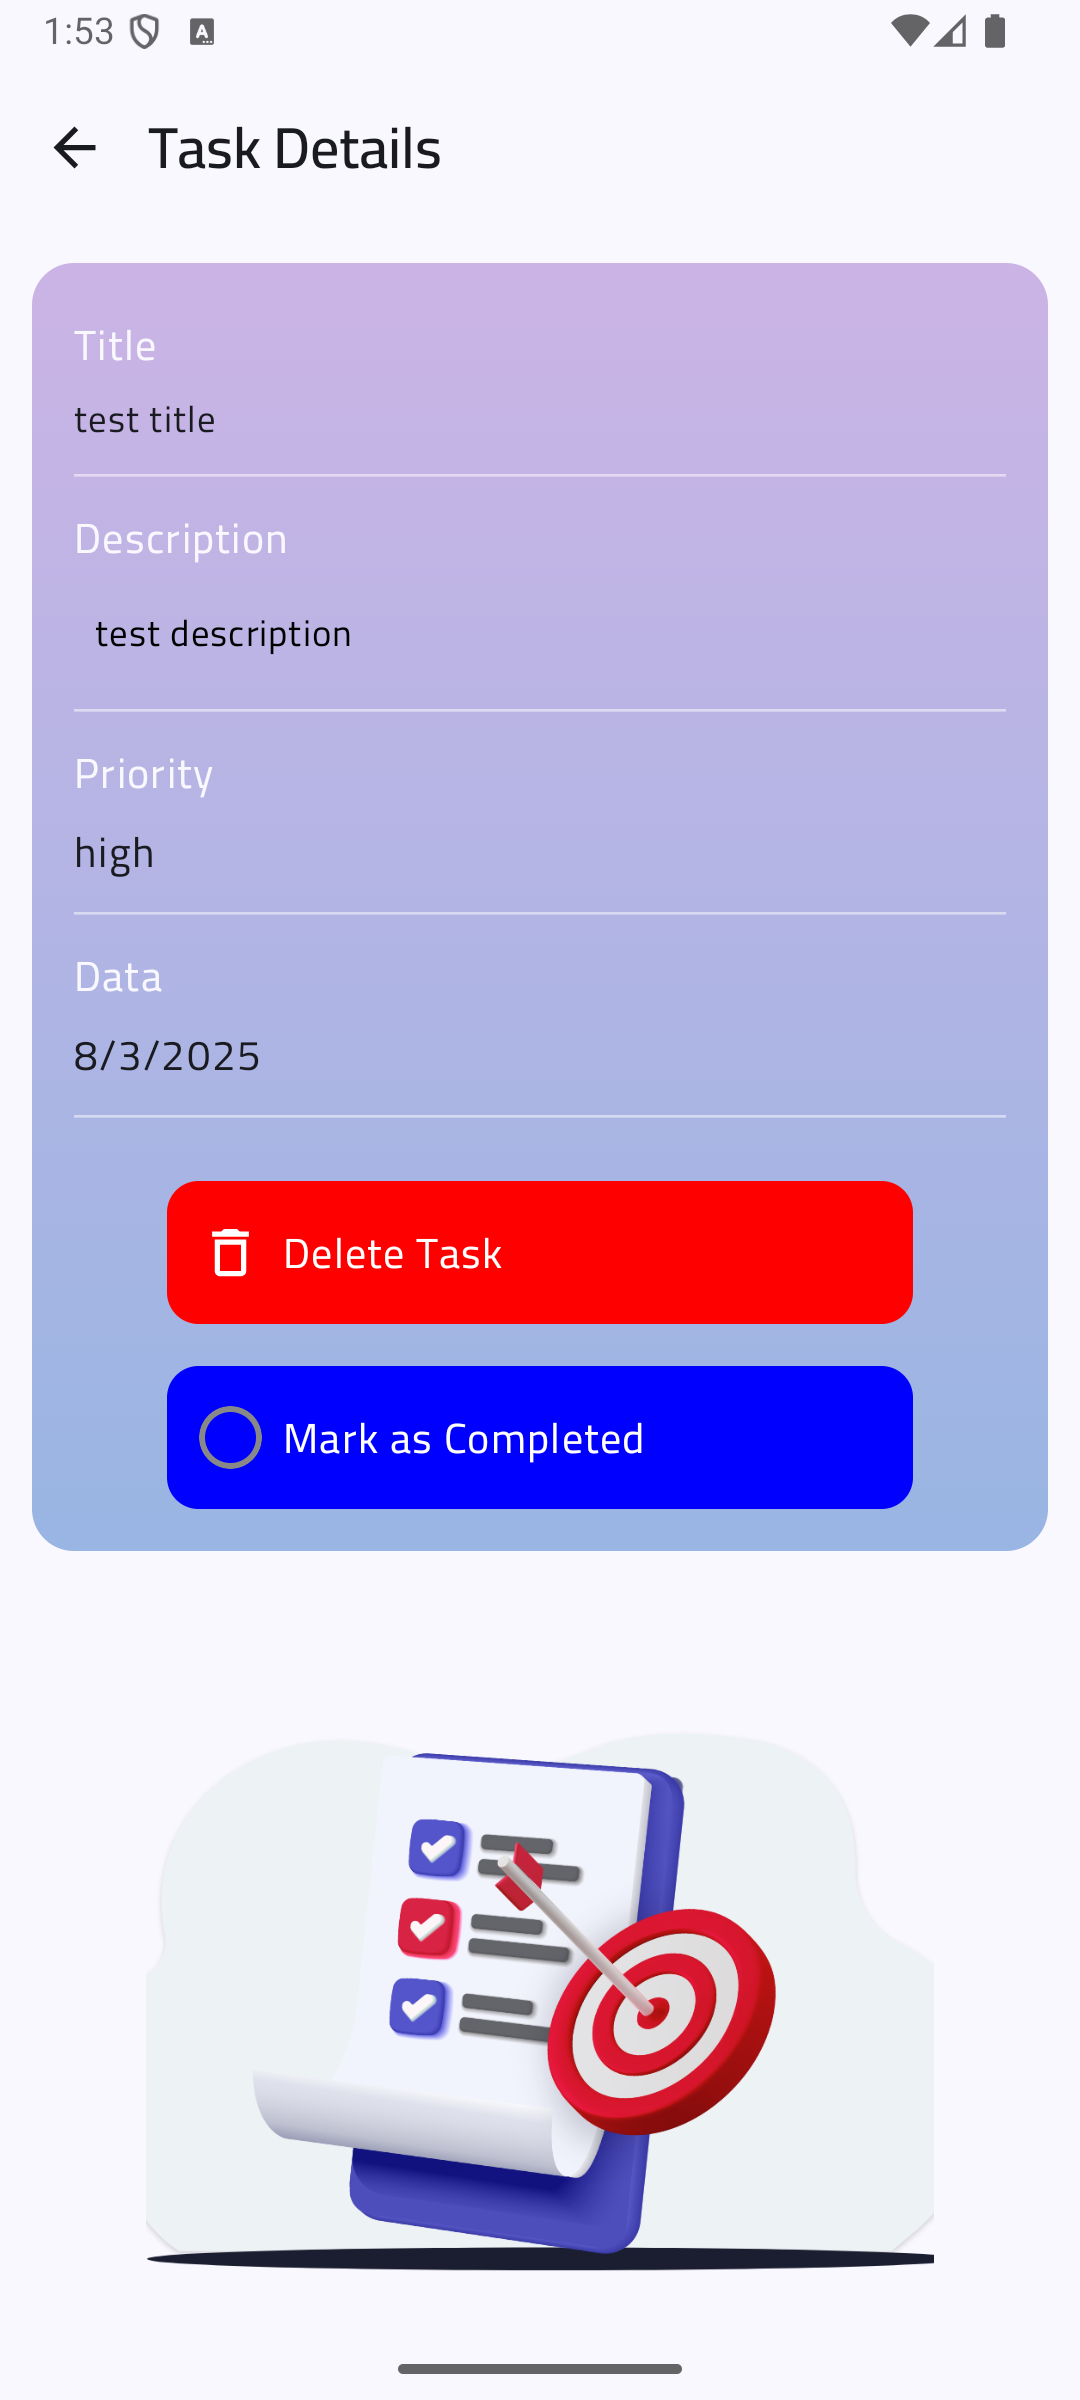 1:53
Task Details
Title
test title
Description
test description
Priority
high
Data
8/3/2025
Delete Task
Mark as Completed